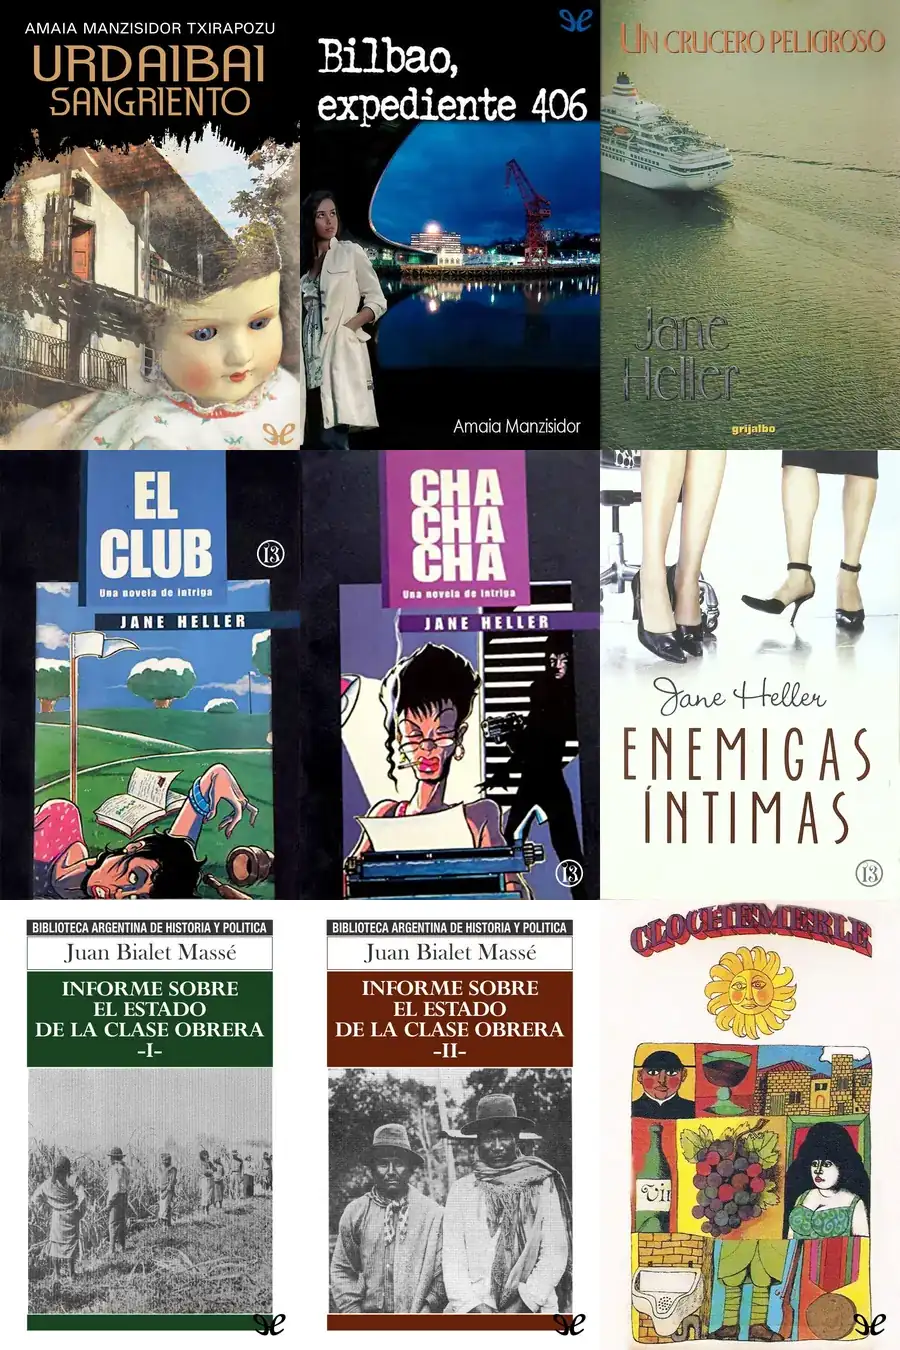 AMAIA MANZISIDOR TXIRAPOZU
URDAIBAI
SANGRIENTO
Bilbao,
expediente 406
Amaia Manzisidor
UN CRUCERO PELIGROSO
Jane
Heller
grijalbo
EL
CLUB
13
Una novela de intriga
JANE HELLER
CHA
CHA
CHA
Una novela de intriga
JANE HELLER
13
Jane Heller
ENEMIGAS
ÍNTIMAS
13
BIBLIOTECA ARGENTINA DE HISTORIA Y POLITICA
Juan Bialet Massé
INFORME SOBRE
EL ESTADO
DE LA CLASE OBRERA
-I-
BIBLIOTECA ARGENTINA DE HISTORIA Y POLITICA
Juan Bialet Massé
INFORME SOBRE
EL ESTADO
DE LA CLASE OBRERA
-II-
CLOCHEMERLE
Vin